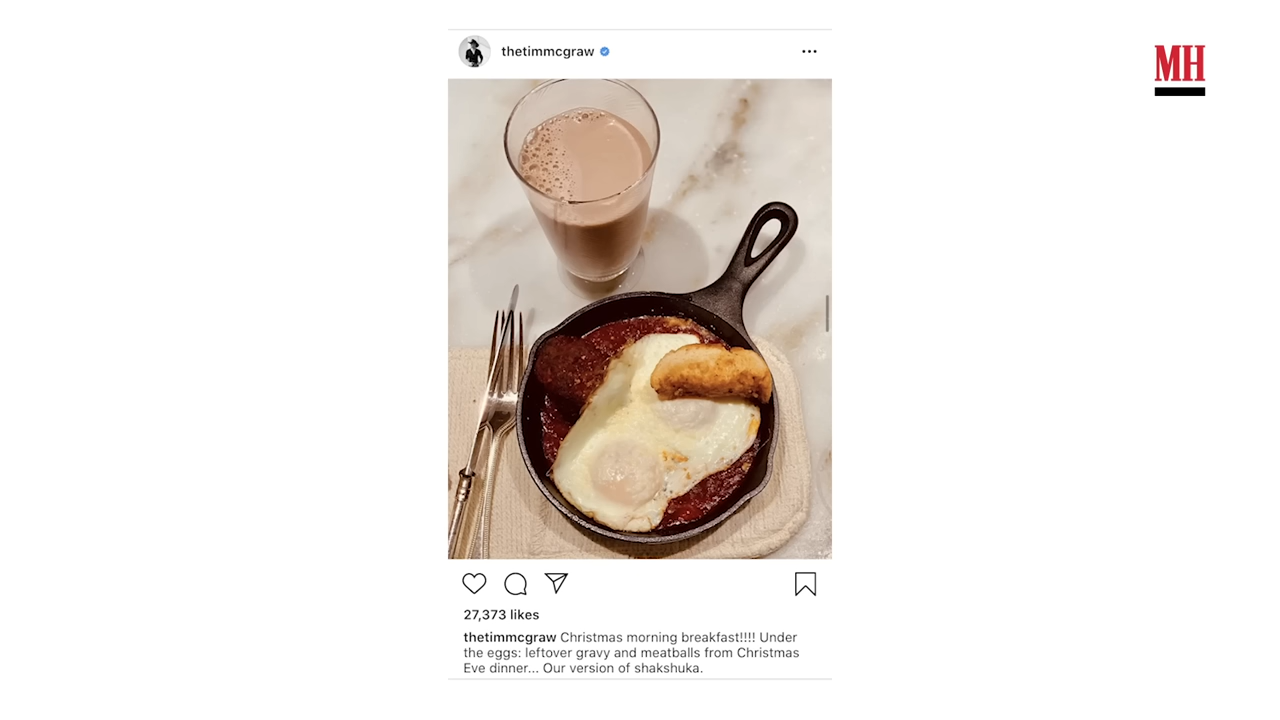 thetimmcgraw
MH
27,373 likes
thetimmcgraw Christmas morning breakfast!!!! Under
the eggs: leftover gravy and meatballs from Christmas
Eve dinner... Our version of shakshuka.